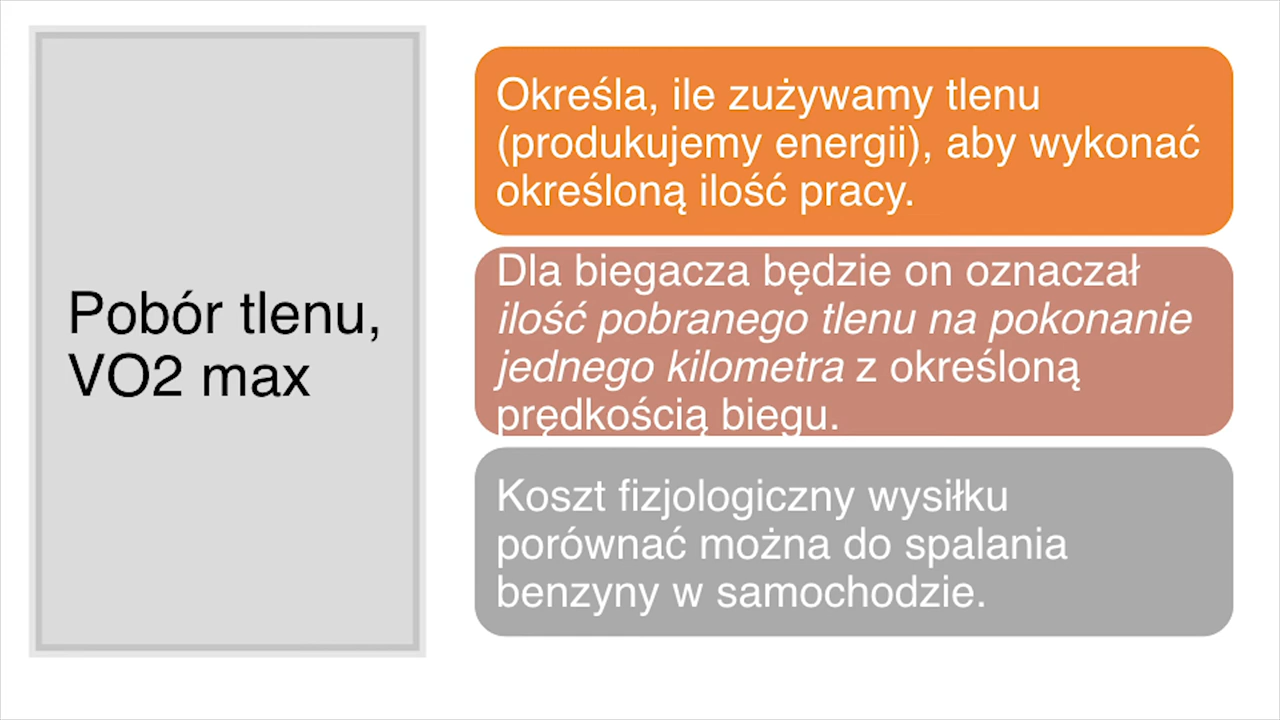 Pobór tlenu,
VO2 max
Określa, ile zużywamy tlenu
(produkujemy energii), aby wykonać
określoną ilość pracy.
Dla biegacza będzie on oznaczał
ilość pobranego tlenu na pokonanie
jednego kilometra z określoną
prędkością biegu.
Koszt fizjologiczny wysiłku
porównać można do spalania
benzyny w samochodzie.